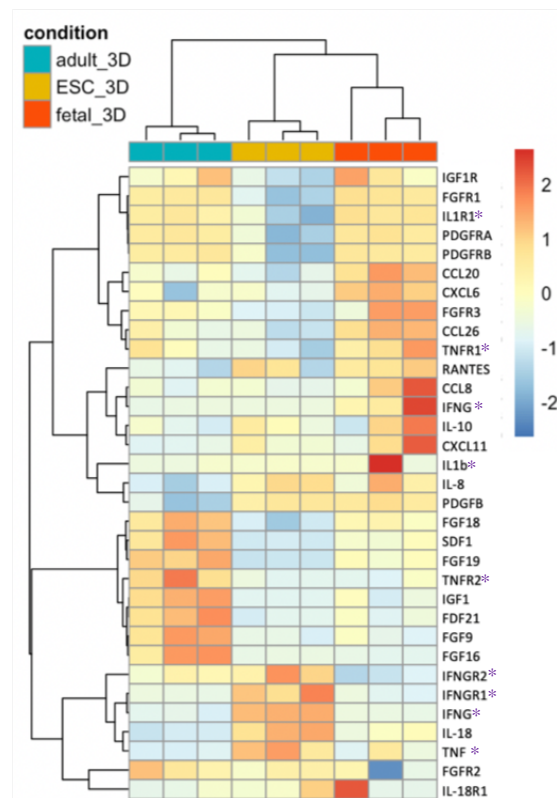 condition
adult_3D
ESC_3D
fetal_3D
IGF1R
FGFR1
IL1R1*
PDGFRA
PDGFRB
CCL20
CXCL6
FGFR3
CCL26
TNFR1*
RANTES
CCL8
IFNG *
IL-10
CXCL11
IL1b*
IL-8
PDGFB
FGF18
SDF1
FGF19
TNFR2*
IGF1
FDF21
FGF9
FGF16
IFNGR2*
IFNGR1*
IFNG*
IL-18
TNF *
FGFR2
IL-18R1
2
1
0
-1
-2